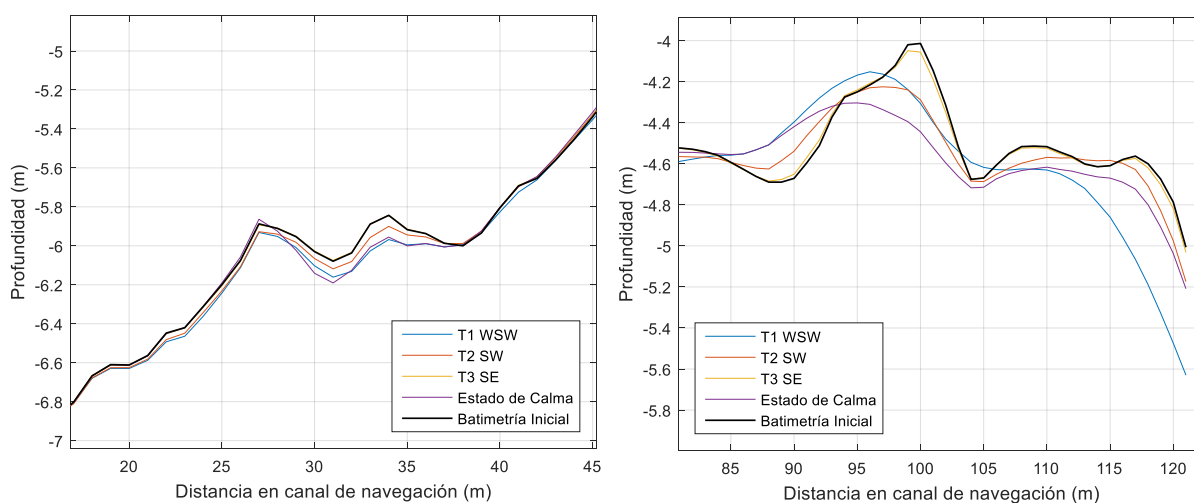 -5
-5.2
-5.4
-5.6
-5.8
-6
-6.2
-6.4
-6.6
-6.8
-7
Profundidad (m)
20 25 30 35 40 45
Distancia en canal de navegación (m)
T1 WSW
T2 SW
T3 SE
Estado de Calma
Batimetría Inicial
-4
-4.2
-4.4
-4.6
-4.8
-5
-5.2
-5.4
-5.6
-5.8
Profundidad (m)
85 90 95 100 105 110 115 120
Distancia en canal de navegación (m)
T1 WSW
T2 SW
T3 SE
Estado de Calma
Batimetría Inicial